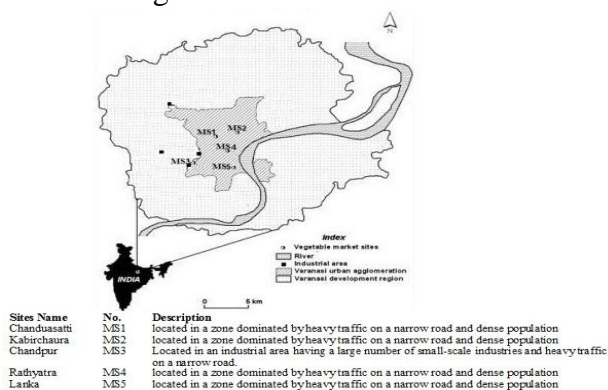 N
MS1
MS2
MS4
MS3
MS5
Index
Vegetable market sites
River
Industrial area
Varanasi urban agglomeration
Varanasi development region
INDIA
0 5 km
Sites Name No. Description
Chanduasatti MS1 located in a zone dominated by heavy traffic on a narrow road and dense population
Kabirchaura MS2 located in a zone dominated by heavy traffic on a narrow road and dense population
Chandpur MS3 Located in an industrial area having a large number of small-scale industries and heavy traffic
on a narrow road.
Rathyatra MS4 located in a zone dominated by heavy traffic on a narrow road and dense population
Lanka MS5 located in a zone dominated by heavy traffic on a narrow road and dense population